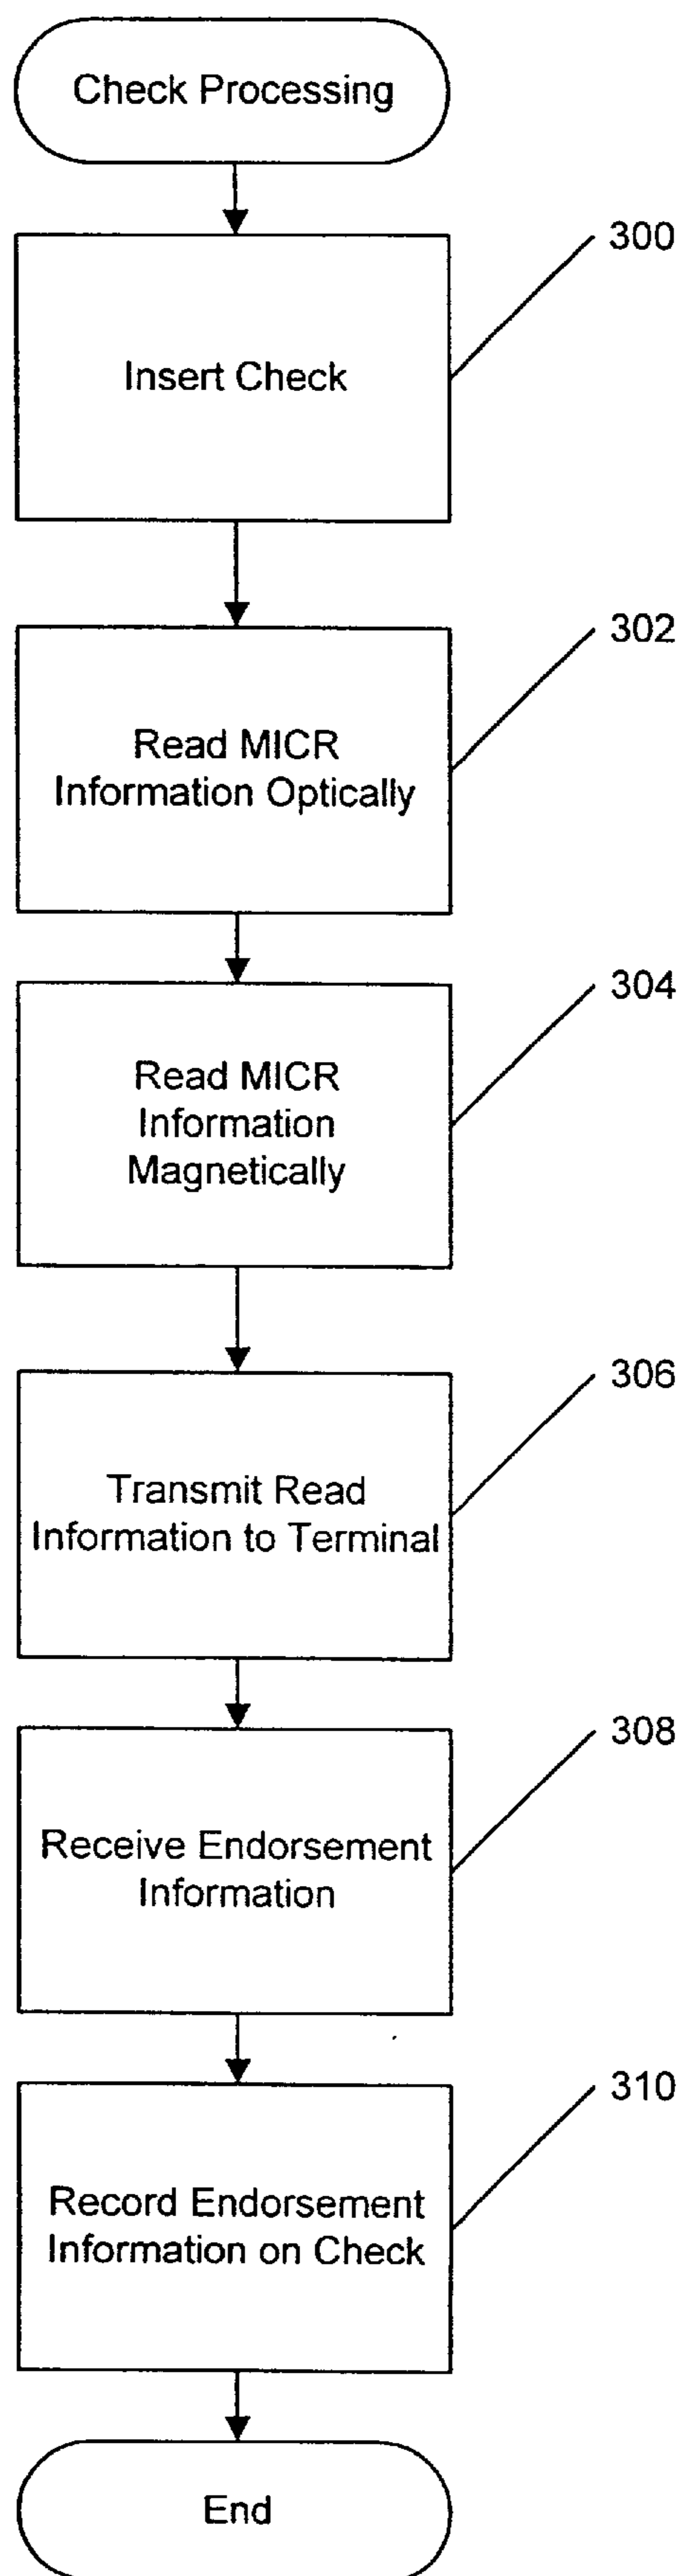 Check Processing
300
Insert Check
302
Read MICR
Information Optically
304
Read MICR
Information
Magnetically
306
Transmit Read
Information to Terminal
308
Receive Endorsement
Information
310
Record Endorsement
Information on Check
End